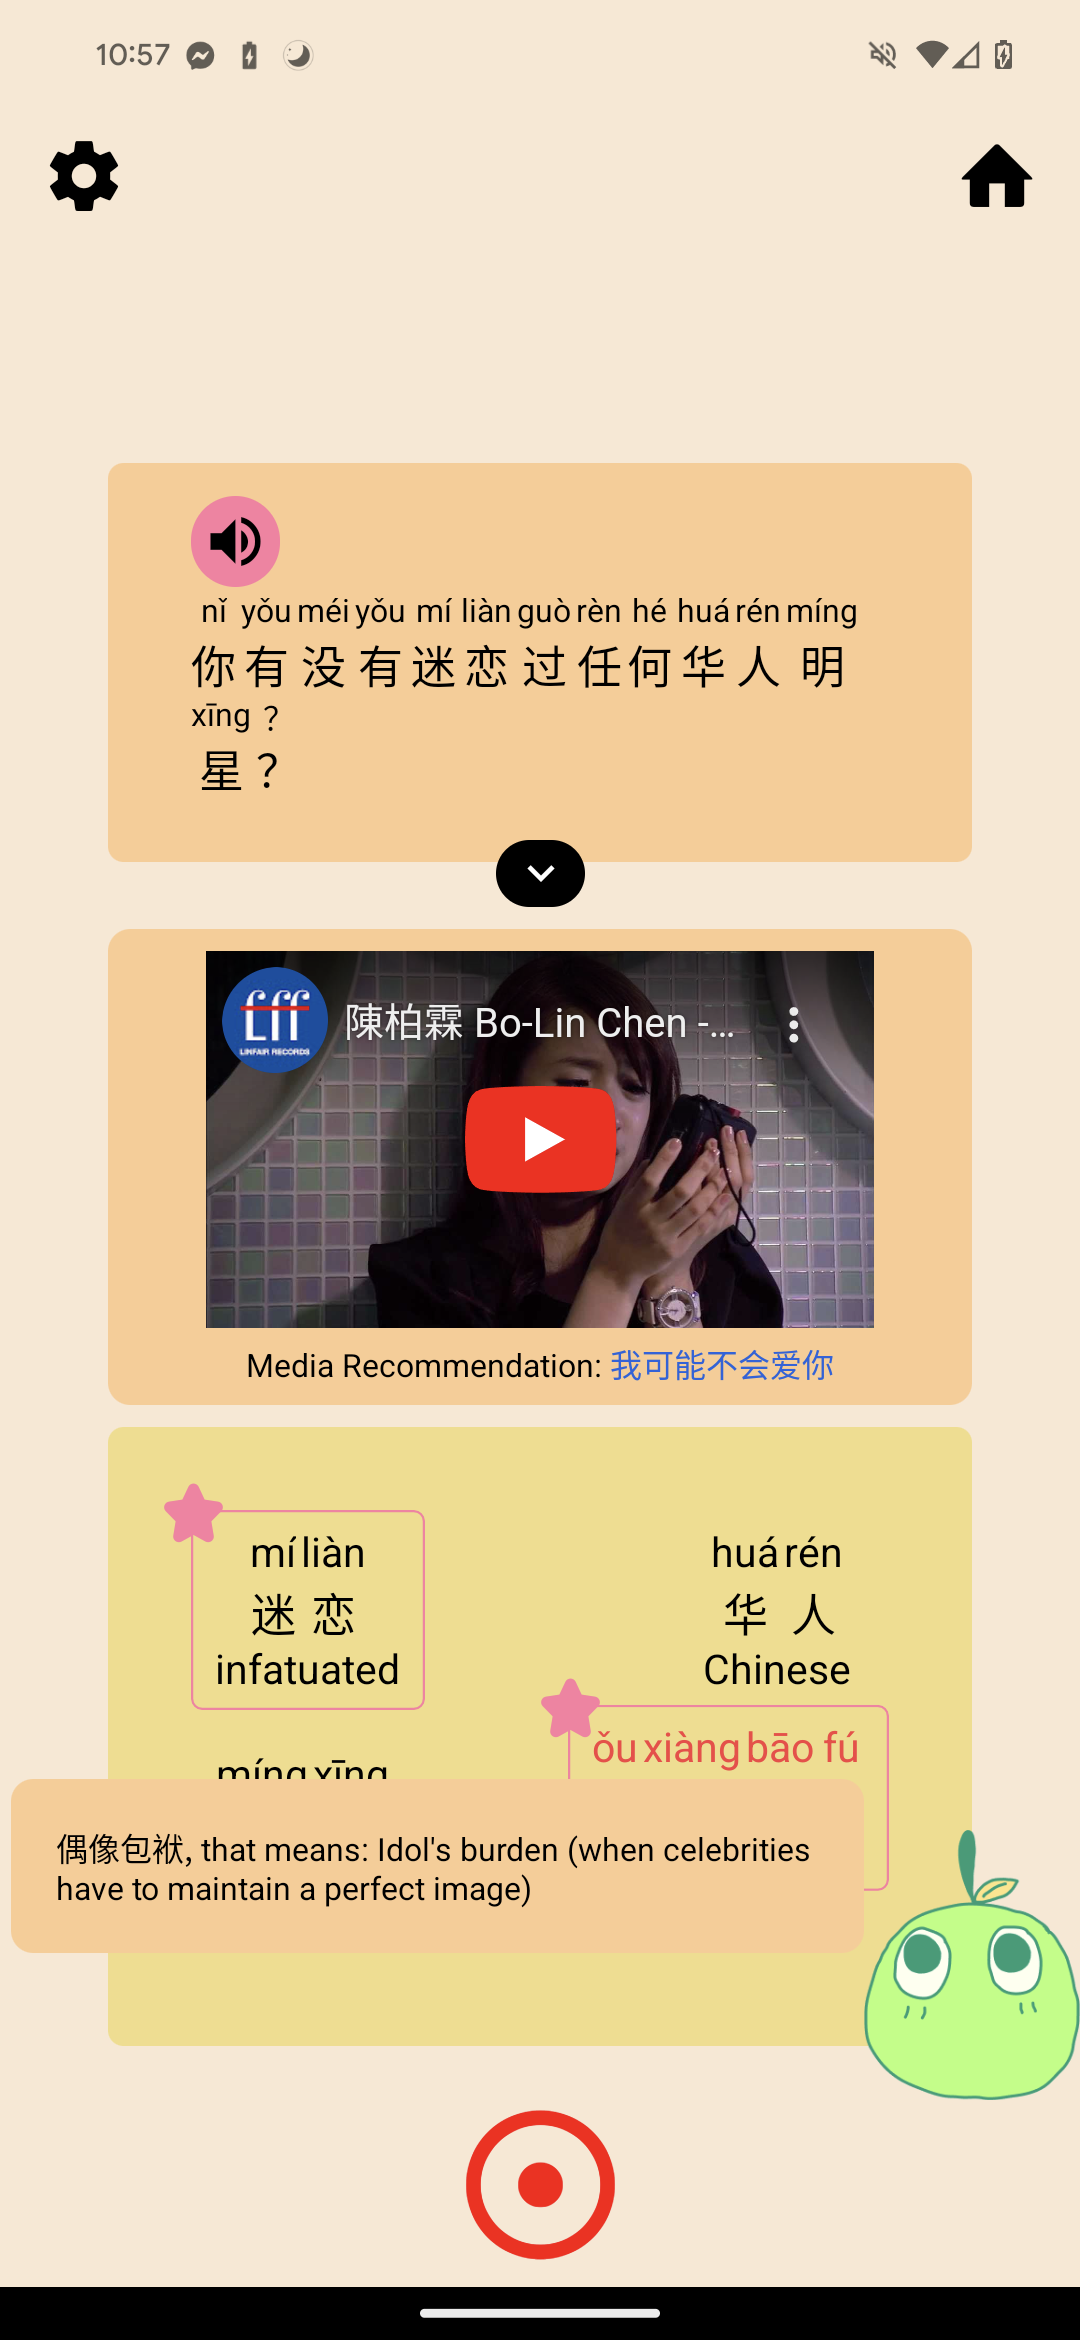 10:57
nǐ yǒu méi yǒu mí liàn guò rèn hé huá rén míng
你有没有迷恋过任何华人明
xīng ?
星?
Lff
LINFAIR RECORDS
陳柏霖 Bo-Lin Chen -...
Media Recommendation: 我可能不会爱你
mí liàn
迷恋
infatuated
huá rén
华人
Chinese
míng xīng
ǒu xiàng bāo fú
偶像包袱, that means: Idol's burden (when celebrities
have to maintain a perfect image)